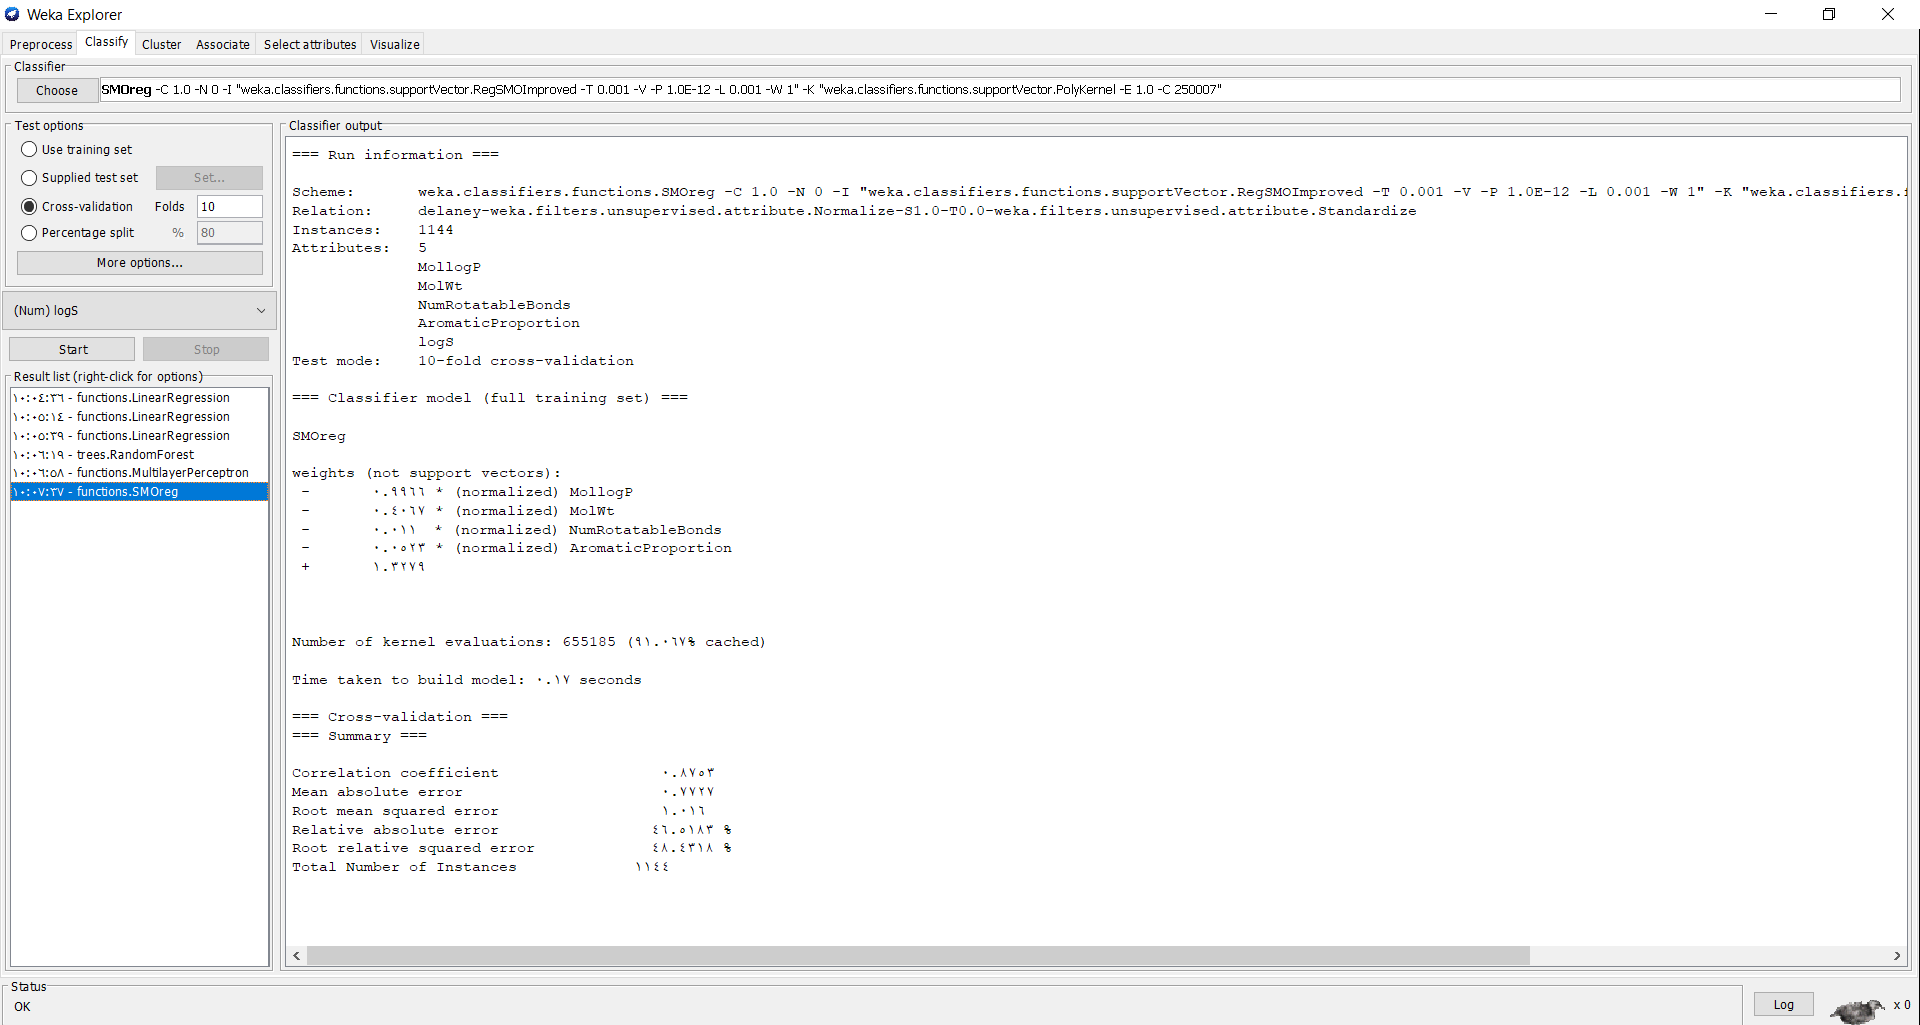 Weka Explorer
Preprocess Classify Cluster Associate Select attributes Visualize
Classifier
Choose SMOreg -C 1.0 -N 0 -I "weka.classifiers.functions.supportVector.RegSMOImproved -T 0.001 -V -P 1.0E-12 -L 0.001 -W 1" -K "weka.classifiers.functions.supportVector.PolyKernel -E 1.0 -C 250007"
Test options
Use training set
Supplied test set Set...
Cross-validation Folds 10
Percentage split % 80
More options...
(Num) logS
Start Stop
Result list (right-click for options)
١٠:٠٤:٣٦ - functions.LinearRegression
١٠:٠٥:١٤ - functions.LinearRegression
١٠:٠٥:٣٩ - functions.LinearRegression
١٠:٠٦:١٩ - trees.RandomForest
١٠:٠٦:٥٨ - functions.MultilayerPerceptron
١٠:٠٧:٣٧ - functions.SMOreg
Classifier output
=== Run information ===
Scheme: weka.classifiers.functions.SMOreg -C 1.0 -N 0 -I "weka.classifiers.functions.supportVector.RegSMOImproved -T 0.001 -V -P 1.0E-12 -L 0.001 -W 1" -K "weka.classifiers.f
Relation: delaney-weka.filters.unsupervised.attribute.Normalize-S1.0-T0.0-weka.filters.unsupervised.attribute.Standardize
Instances: 1144
Attributes: 5
MollogP
MolWt
NumRotatableBonds
AromaticProportion
logS
Test mode: 10-fold cross-validation
=== Classifier model (full training set) ===
SMOreg
weights (not support vectors):
- ٠.٩٩٦٦ * (normalized) MollogP
- ٠.٤٠٦٧ * (normalized) MolWt
- ٠.٠١١ * (normalized) NumRotatableBonds
- ٠.٠٥٢٣ * (normalized) AromaticProportion
+ ١.٣٢٧٩
Number of kernel evaluations: 655185 (٩١.٠٦٧% cached)
Time taken to build model: ٠.١٧ seconds
=== Cross-validation ===
=== Summary ===
Correlation coefficient ٠.٨٧٥٣
Mean absolute error ٠.٧٧٢٧
Root mean squared error ١.٠١٦
Relative absolute error ٤٦.٥١٨٣ %
Root relative squared error ٤٨.٤٣١٨ %
Total Number of Instances ١١٤٤
Status
OK
Log x 0